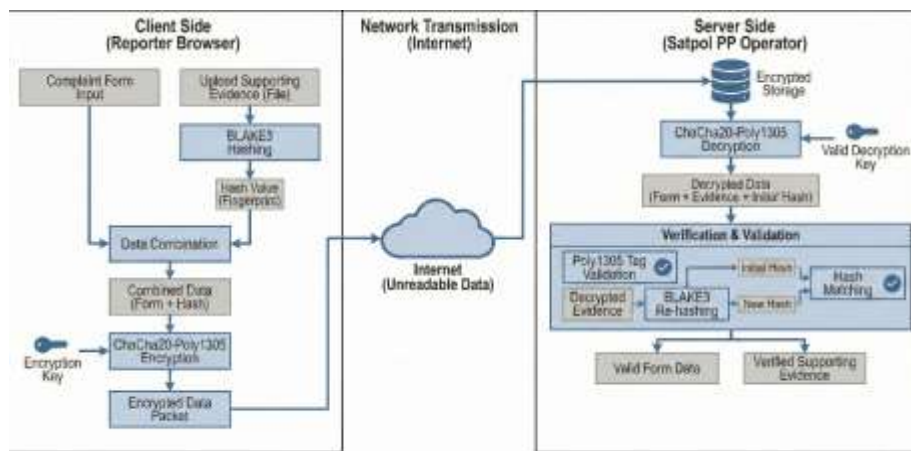 Client Side
(Reporter Browser)
Complaint Form
Input
Upload Supporting
Evidence (File)
BLAKE3
Hashing
Hash Value
(Fingerprint)
Data Combination
Combined Data
(Form + Hash)
Encryption
Key
ChaCha20-Poly1305
Encryption
Encrypted Data
Packet
Network Transmission
(Internet)
Internet
(Unreadable Data)
Server Side
(Satpol PP Operator)
Encrypted
Storage
ChaCha20-Poly1305
Decryption
Valid Decryption
Key
Decrypted Data
(Form + Evidence + Initial Hash)
Verification & Validation
Poly1305 Tag
Validation
Decrypted
Evidence
BLAKE3
Re-hashing
Initial Hash
New Hash
Hash
Matching
Valid Form Data
Verified Supporting
Evidence